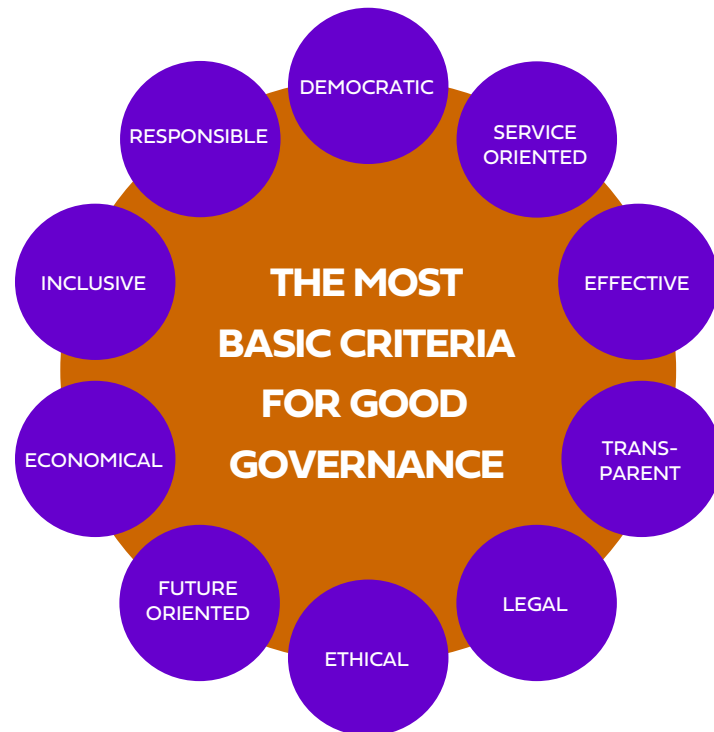 DEMOCRATIC
SERVICE
ORIENTED
EFFECTIVE
TRANS-
PARENT
LEGAL
ETHICAL
FUTURE
ORIENTED
ECONOMICAL
INCLUSIVE
RESPONSIBLE
THE MOST
BASIC CRITERIA
FOR GOOD
GOVERNANCE